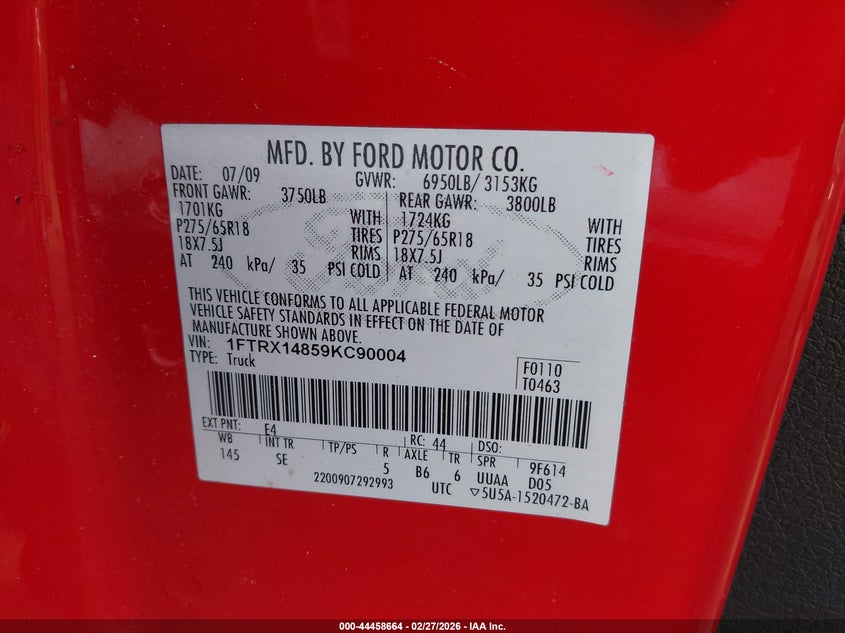 MFD. BY FORD MOTOR CO.
DATE: 07/09 GVWR: 6950LB/ 3153KG
FRONT GAWR: 3750LB REAR GAWR: 3800LB
1701KG WITH 1724KG WITH
P275/65R18 TIRES P275/65R18 TIRES
18X7.5J RIMS 18X7.5J RIMS
AT 240 kPa/ 35 PSI COLD AT 240 kPa/ 35 PSI COLD
THIS VEHICLE CONFORMS TO ALL APPLICABLE FEDERAL MOTOR
VEHICLE SAFETY STANDARDS IN EFFECT ON THE DATE OF
MANUFACTURE SHOWN ABOVE.
VIN: 1FTRX14859KC90004
TYPE: Truck
F0110
T0463
EXT PNT: E4 RC: 44 DSO:
WB INT TR TP/PS R AXLE TR SPR 9F614
145 SE 5 B6 6 UUAA D05
2200907292993 UTC ▽5U5A-1520472-BA
Ford
000-44458664 - 02/27/2026 - IAA Inc.